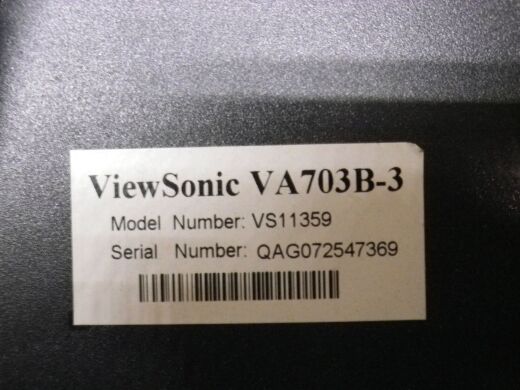 ViewSonic VA703B-3
Model Number: VS11359
Serial Number: QAG072547369